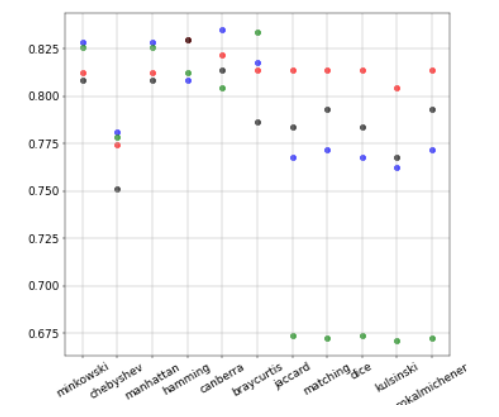 0.825
0.800
0.775
0.750
0.725
0.700
0.675
minkowski
chebyshev
manhattan
hamming
canberra
braycurtis
jaccard
matching
dice
kulsinski
okalmichener